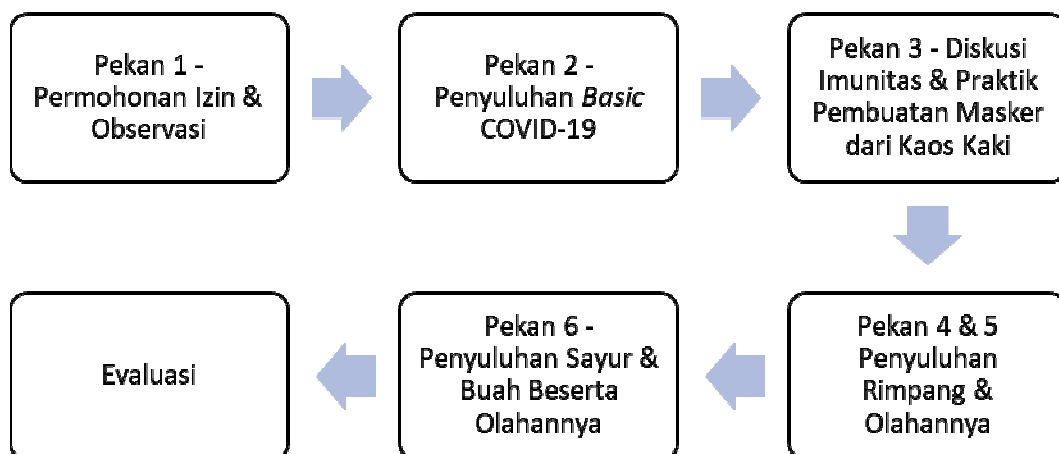 Pekan 1 -
Permohonan Izin &
Observasi
Pekan 2 -
Penyuluhan Basic
COVID-19
Pekan 3 - Diskusi
Imunitas & Praktik
Pembuatan Masker
dari Kaos Kaki
Pekan 4 & 5
Penyuluhan
Rimpang &
Olahannya
Pekan 6 -
Penyuluhan Sayur &
Buah Beserta
Olahannya
Evaluasi